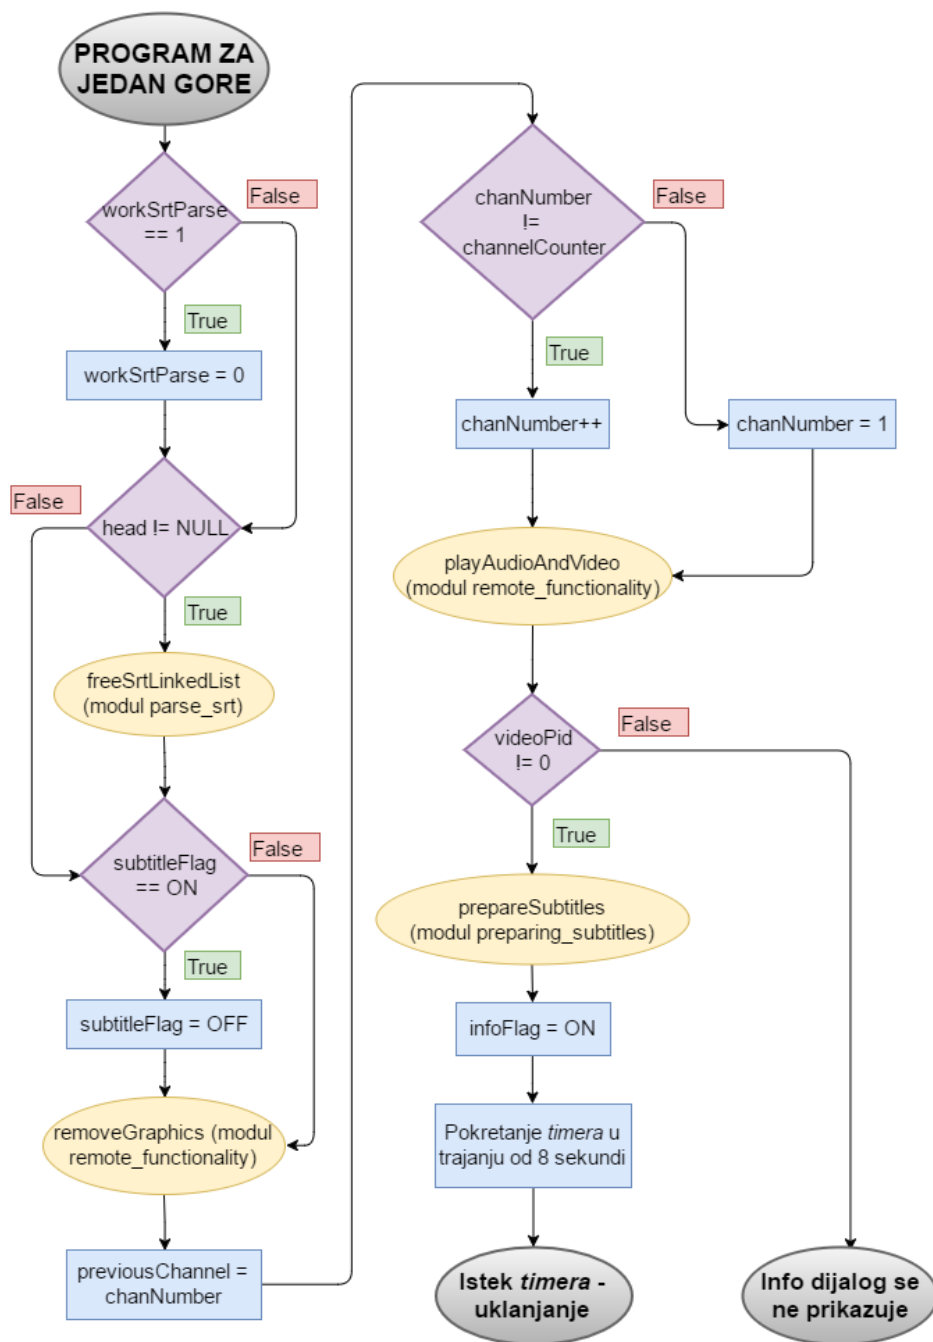 PROGRAM ZA
JEDAN GORE
workSrtParse
== 1
False
True
workSrtParse = 0
head != NULL
False
True
freeSrtLinkedList
(modul parse_srt)
subtitleFlag
== ON
False
True
subtitleFlag = OFF
removeGraphics (modul
remote_functionality)
previousChannel =
chanNumber
chanNumber
!=
channelCounter
False
True
chanNumber++
chanNumber = 1
playAudioAndVideo
(modul remote_functionality)
videoPid
!= 0
False
True
prepareSubtitles
(modul preparing_subtitles)
infoFlag = ON
Pokretanje timera u
trajanju od 8 sekundi
Istek timera -
uklanjanje
Info dijalog se
ne prikazuje